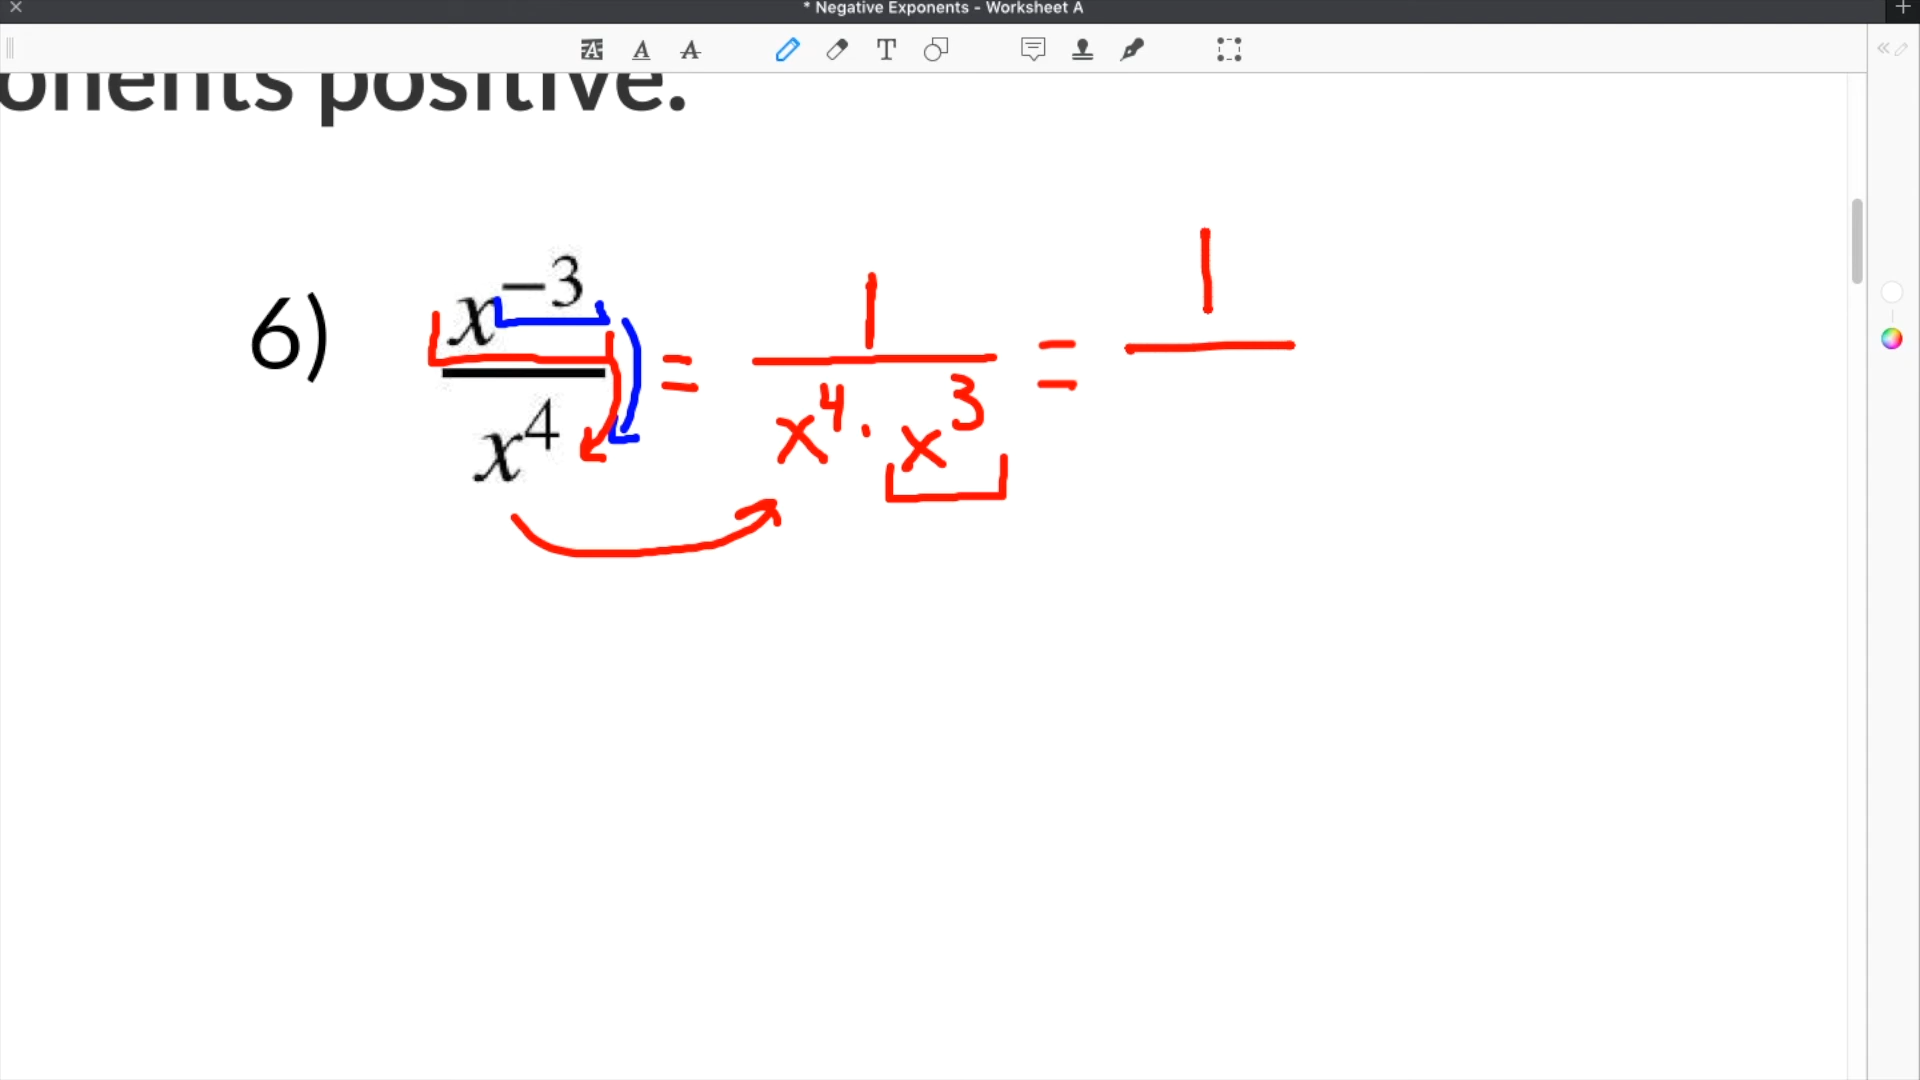 * Negative Exponents - Worksheet A
onents positive.
6) x^{-3} / x^4 = 1 / (x^4 · x^3) = 1 /